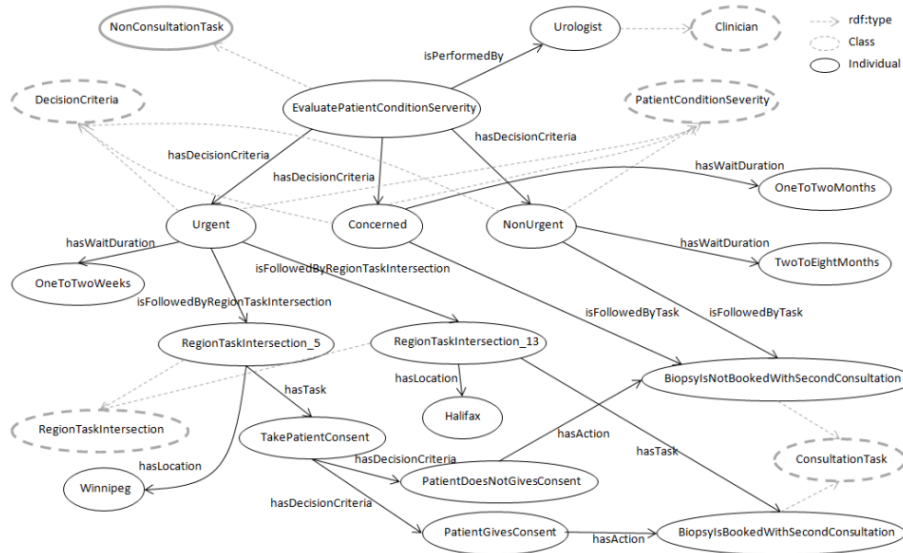 NonConsultationTask
Urologist
Clinician
rdf:type
Class
Individual
isPerformedBy
DecisionCriteria
EvaluatePatientConditionServerity
PatientConditionSeverity
hasDecisionCriteria
hasDecisionCriteria
hasDecisionCriteria
hasWaitDuration
OneToTwoMonths
Urgent
Concerned
NonUrgent
hasWaitDuration
hasWaitDuration
isFollowedByRegionTaskIntersection
TwoToEightMonths
OneToTwoWeeks
isFollowedByRegionTaskIntersection
isFollowedByTask
isFollowedByTask
RegionTaskIntersection_5
RegionTaskIntersection_13
hasLocation
BiopsyIsNotBookedWithSecondConsultation
hasTask
Halifax
RegionTaskIntersection
TakePatientConsent
hasAction
hasTask
ConsultationTask
hasLocation
hasDecisionCriteria
Winnipeg
PatientDoesNotGivesConsent
hasDecisionCriteria
PatientGivesConsent
hasAction
BiopsyIsBookedWithSecondConsultation